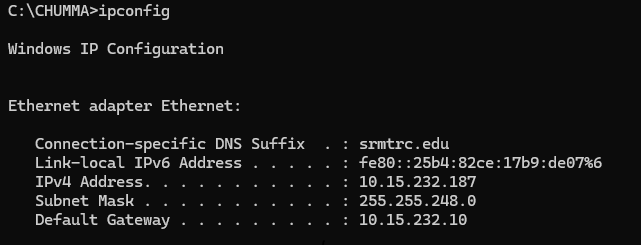 C:\CHUMMA>ipconfig
Windows IP Configuration
Ethernet adapter Ethernet:
Connection-specific DNS Suffix  . : srmtrc.edu
Link-local IPv6 Address . . . . . : fe80::25b4:82ce:17b9:de07%6
IPv4 Address. . . . . . . . . . . : 10.15.232.187
Subnet Mask . . . . . . . . . . . : 255.255.248.0
Default Gateway . . . . . . . . . : 10.15.232.10